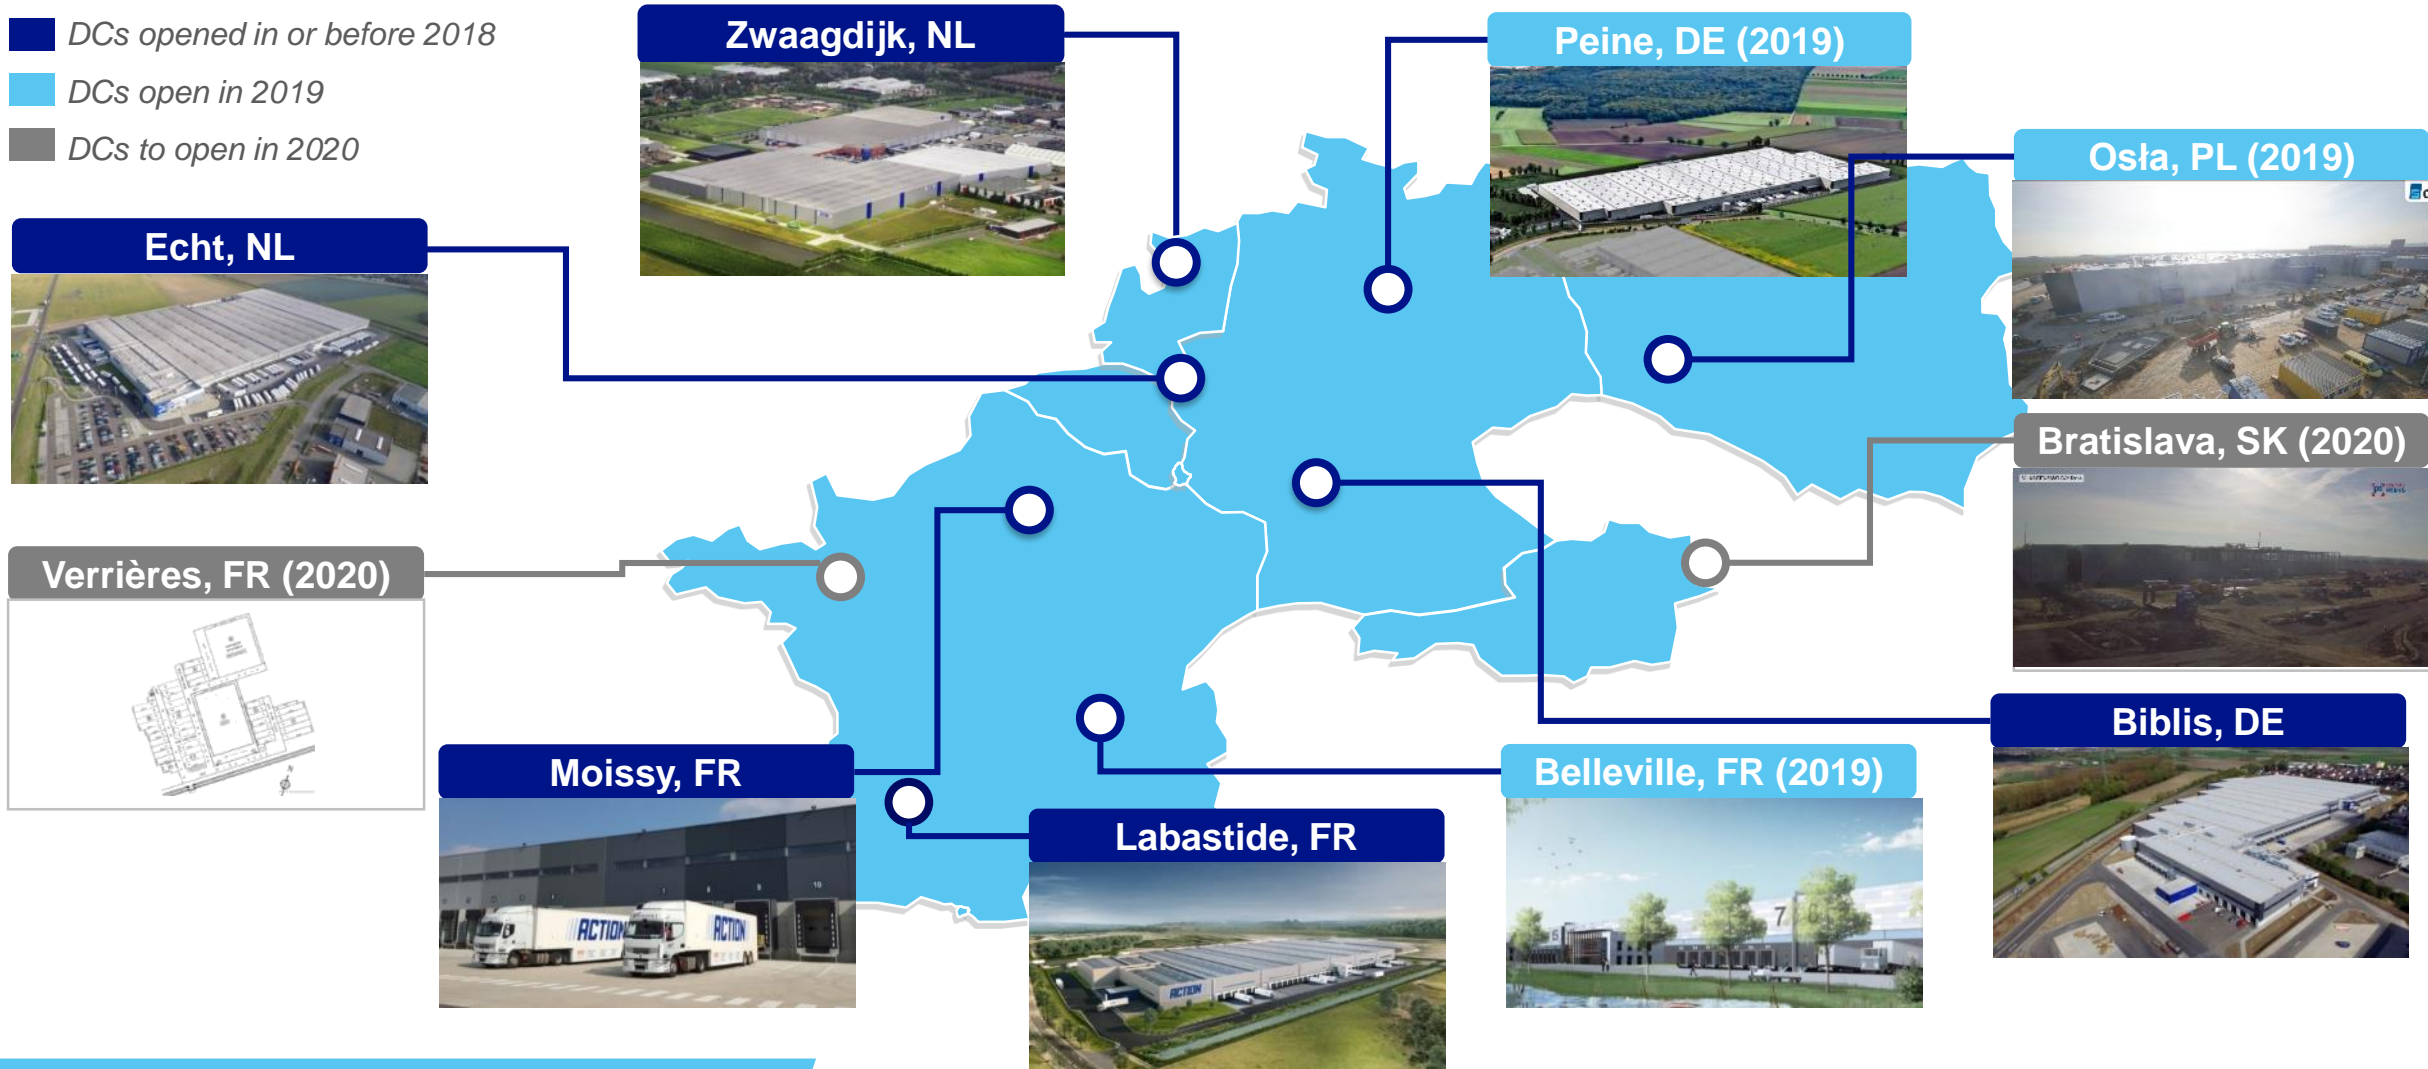 DCs opened in or before 2018
DCs open in 2019
DCs to open in 2020
Zwaagdijk, NL
Peine, DE (2019)
Osła, PL (2019)
Echt, NL
Bratislava, SK (2020)
Verrières, FR (2020)
Biblis, DE
Moissy, FR
Belleville, FR (2019)
Labastide, FR
ACTION
ACTION
ACTION
7